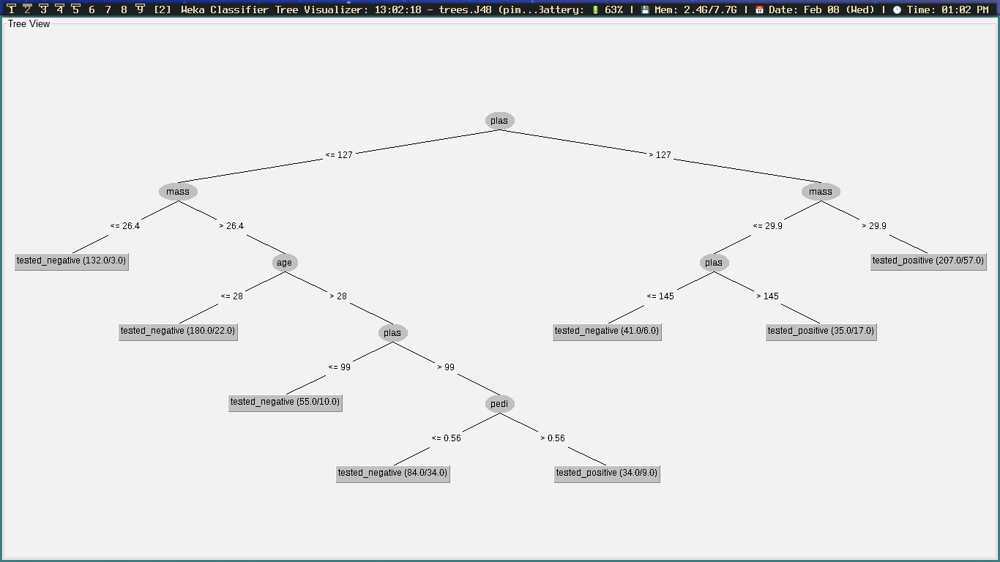 1 2 3 4 5 6 7 8 9 [2] Weka Classifier Tree Visualizer: 13:02:18 - trees.J48 (pim...Battery: 🔋 63% | 💾 Mem: 2.4G/7.7G | 📅 Date: Feb 08 (Wed) | 🕐 Time: 01:02 PM
Tree View
plas
<= 127 > 127
mass mass
<= 26.4 > 26.4 <= 29.9 > 29.9
tested_negative (132.0/3.0) age plas tested_positive (207.0/57.0)
<= 28 > 28 <= 145 > 145
tested_negative (180.0/22.0) plas tested_negative (41.0/6.0) tested_positive (35.0/17.0)
<= 99 > 99
tested_negative (55.0/10.0) pedi
<= 0.56 > 0.56
tested_negative (84.0/34.0) tested_positive (34.0/9.0)